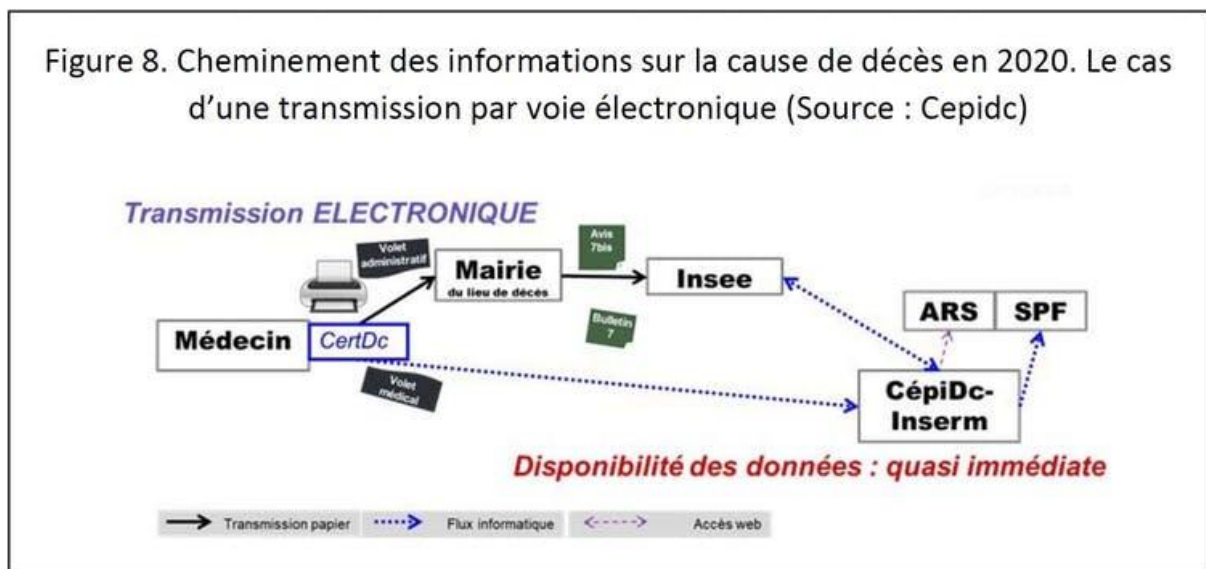 Figure 8. Cheminement des informations sur la cause de décès en 2020. Le cas
d'une transmission par voie électronique (Source : Cepidc)
Transmission ELECTRONIQUE
Volet
administratif
Avis
7bis
Mairie
du lieu de décés
Insee
Bulletin
7
ARS
SPF
Médecin
CertDc
Volet
médical
CépiDc-
Inserm
Disponibilité des données : quasi immédiate
Transmission papier
Flux informatique
Accès web